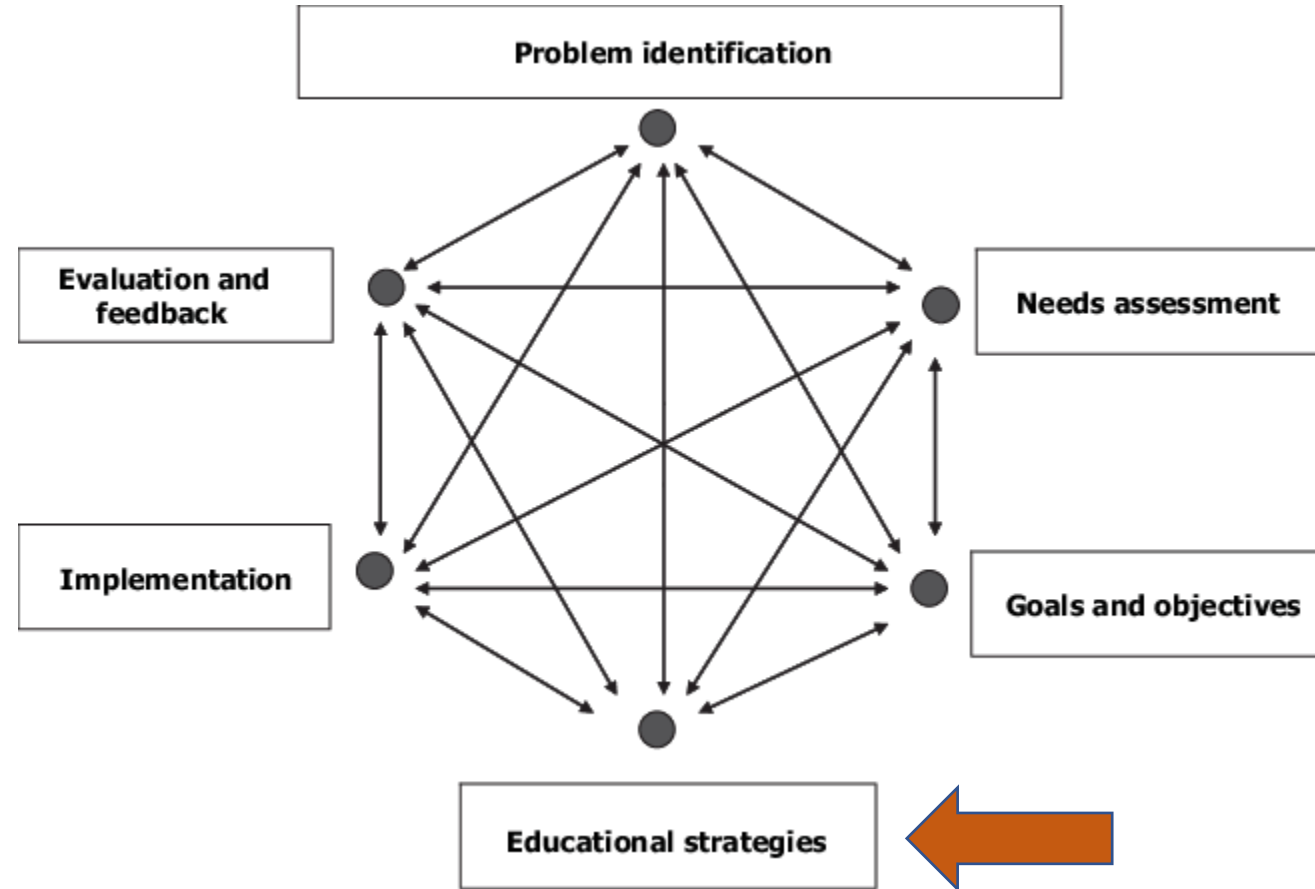 Problem identification
Evaluation and
feedback
Needs assessment
Implementation
Goals and objectives
Educational strategies